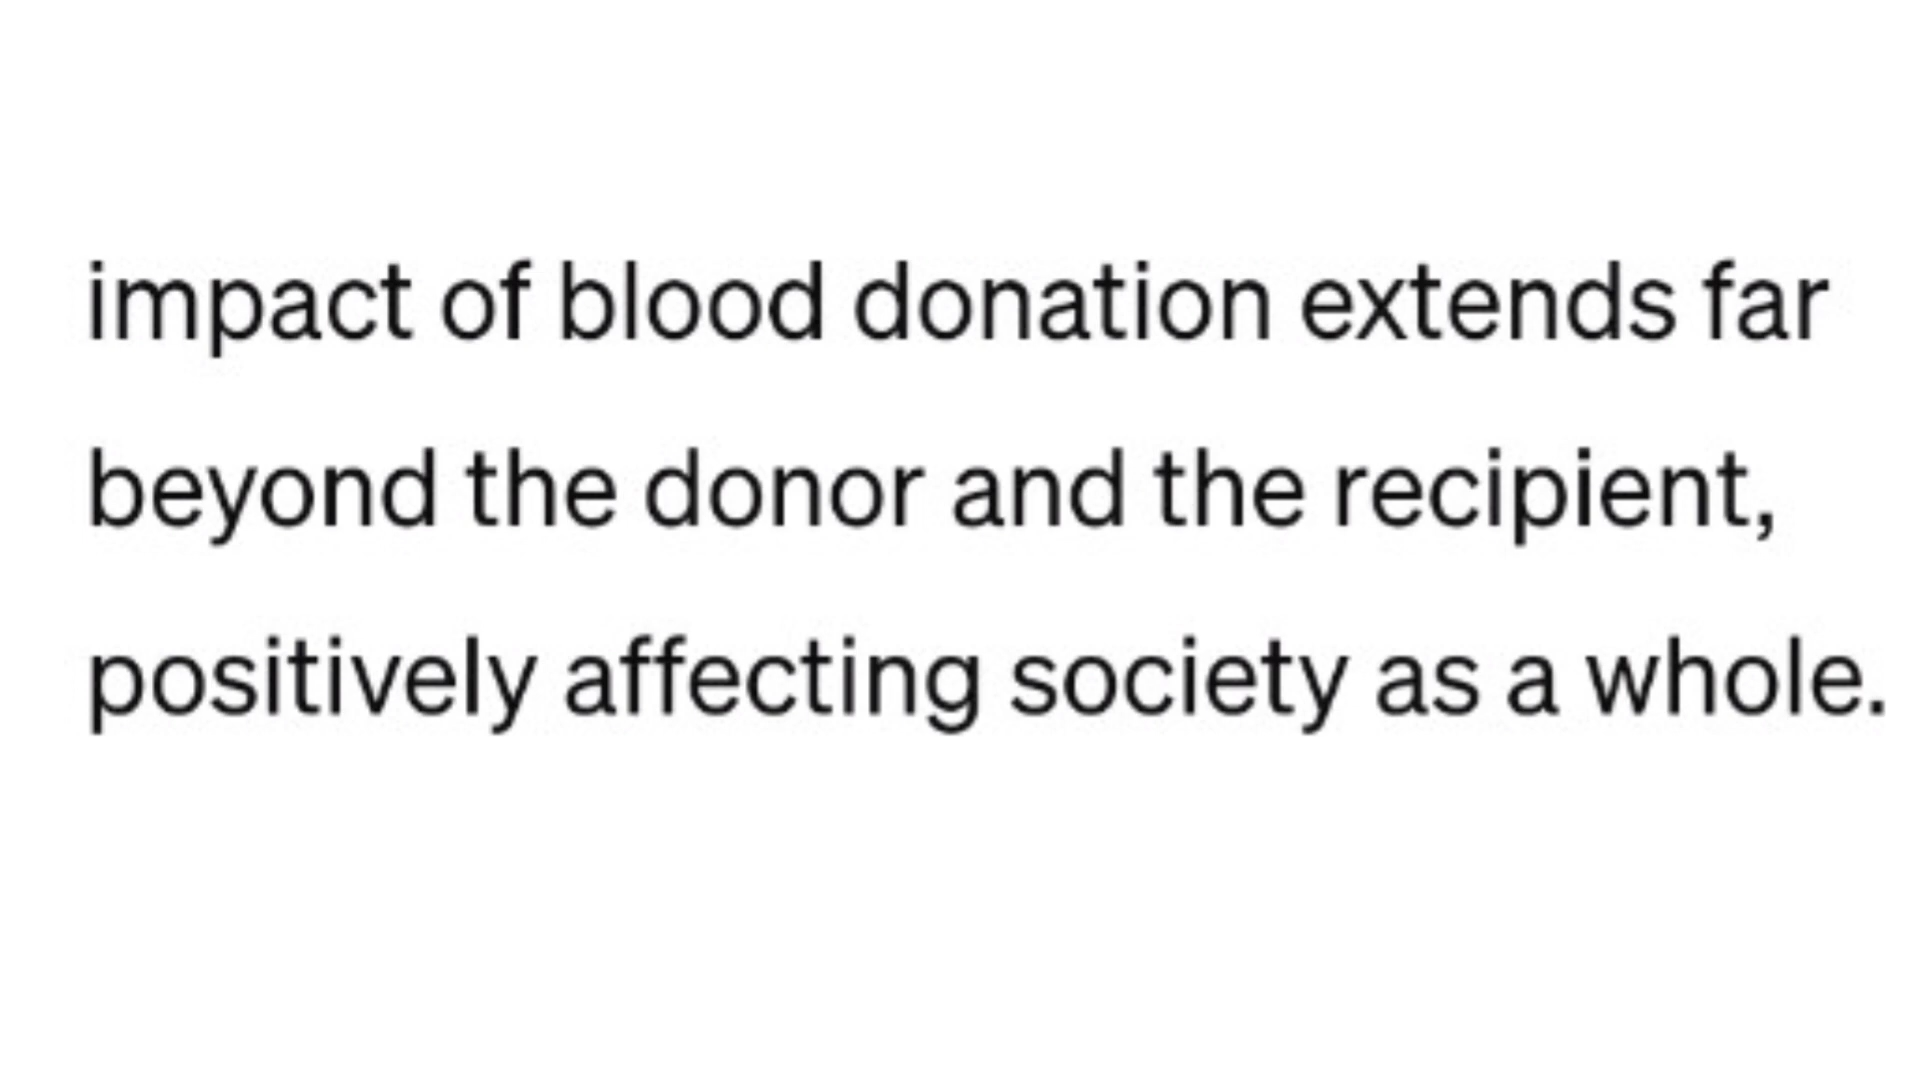 impact of blood donation extends far
beyond the donor and the recipient,
positively affecting society as a whole.